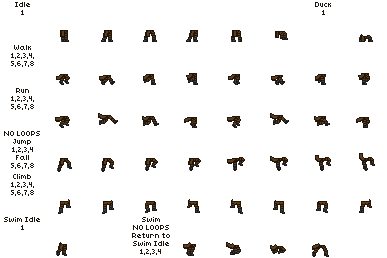 Idle
1
Duck
1
Walk
1,2,3,4,
5,6,7,8
Run
1,2,3,4,
5,6,7,8
NO LOOPS
Jump
1,2,3,4
Fall
5,6,7,8
Climb
1,2,3,4,
5,6,7,8
Swim Idle
1
Swim
NO LOOPS
Return to
Swim Idle
1,2,3,4